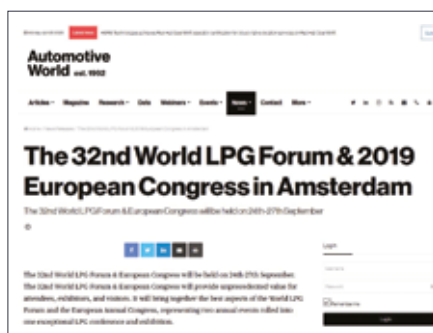 Automotive
World est. 1992
Articles Magazine Research Data Webinars Events News Contact More
The 32nd World LPG Forum & 2019
European Congress in Amsterdam
The 32nd World LPG Forum & European Congress will be held on 24th-27th September
Login
The 32nd World LPG Forum & European Congress will be held on 24th-27th September.
The 32nd World LPG Forum & European Congress will provide unprecedented value for
attendees, exhibitors, and visitors. It will bring together the best aspects of the World LPG
Forum and the European Annual Congress, representing two annual events rolled into
one exceptional LPG conference and exhibition.
Remember me
Login